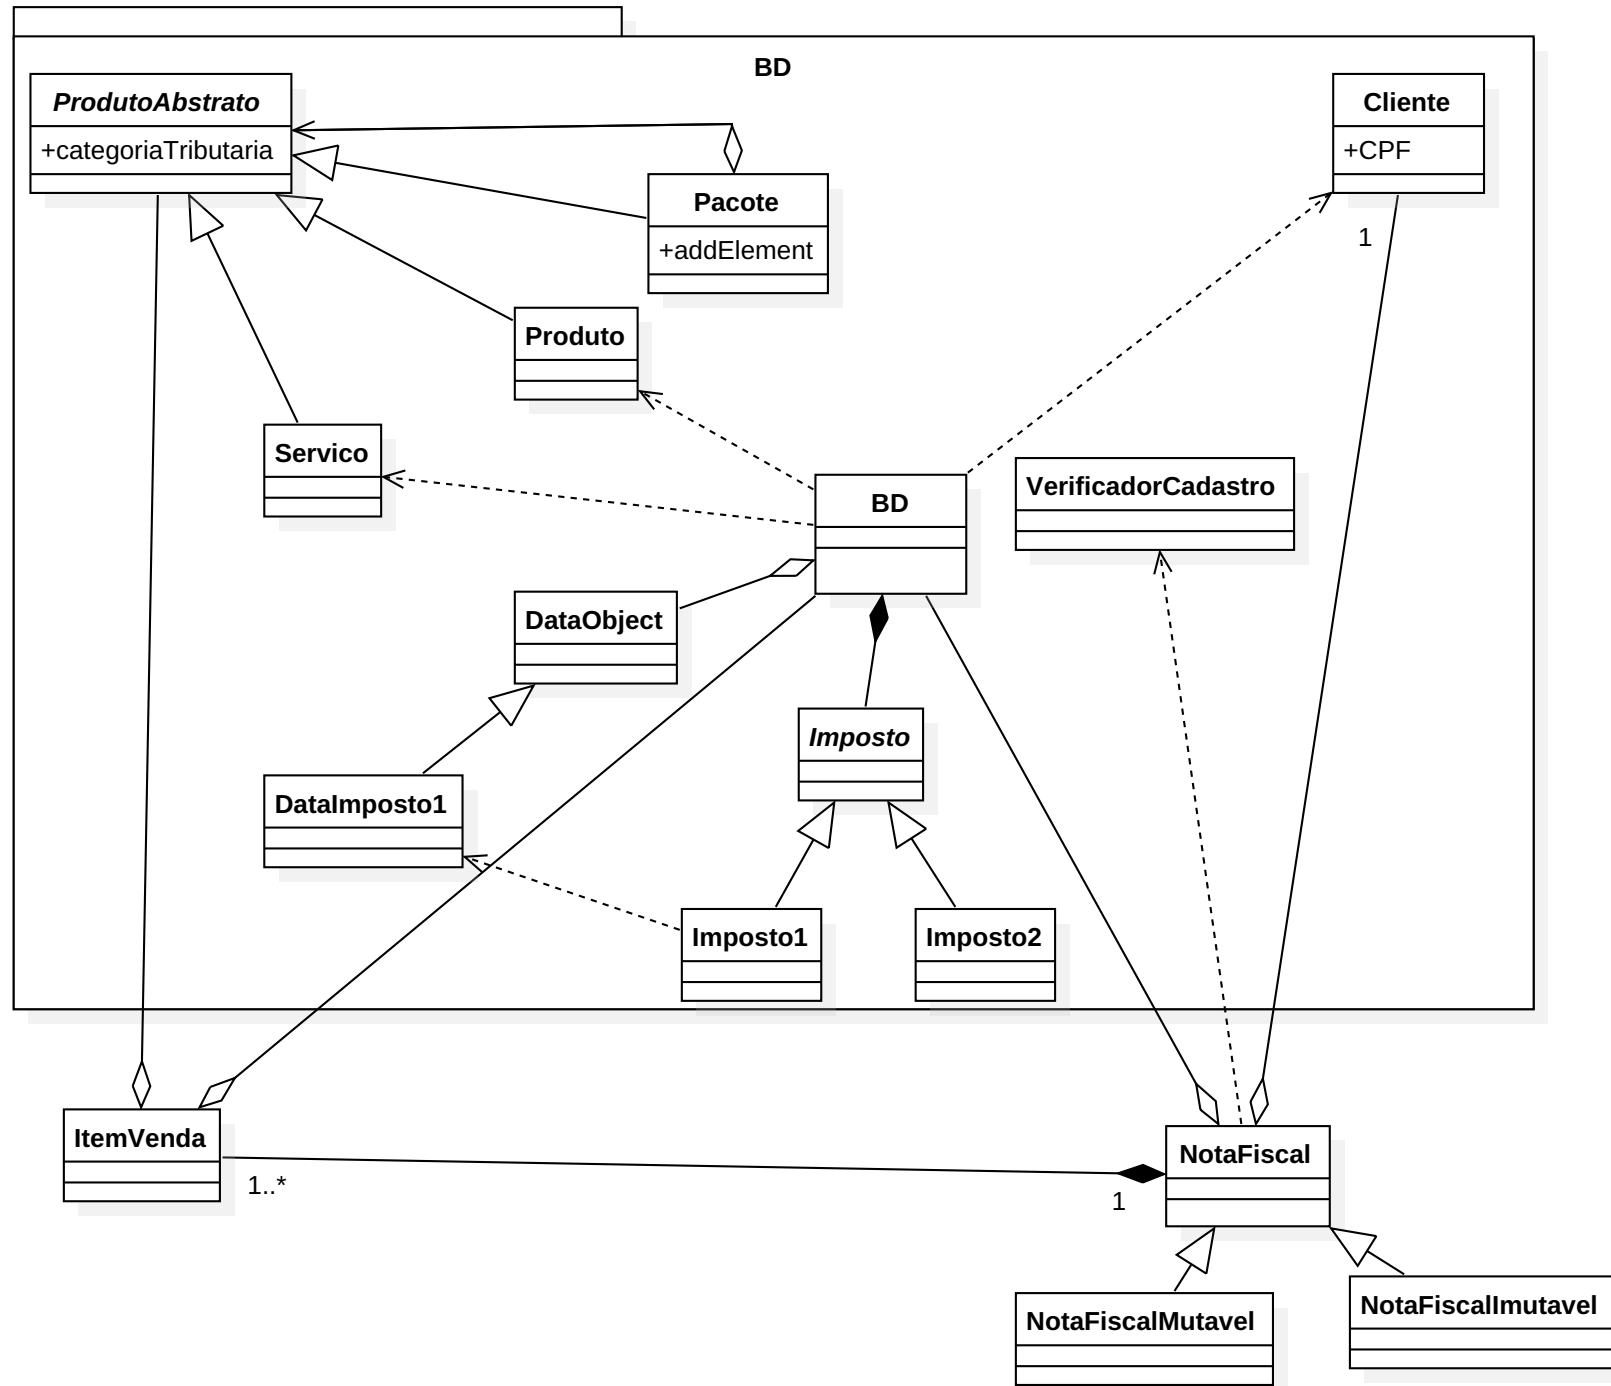 BD
ProdutoAbstrato
+categoriaTributaria
Cliente
+CPF
1
Pacote
+addElement
Produto
Servico
BD
VerificadorCadastro
DataObject
Imposto
DataImposto1
Imposto1
Imposto2
ItemVenda
1..*
NotaFiscal
1
NotaFiscalMutavel
NotaFiscalImutavel